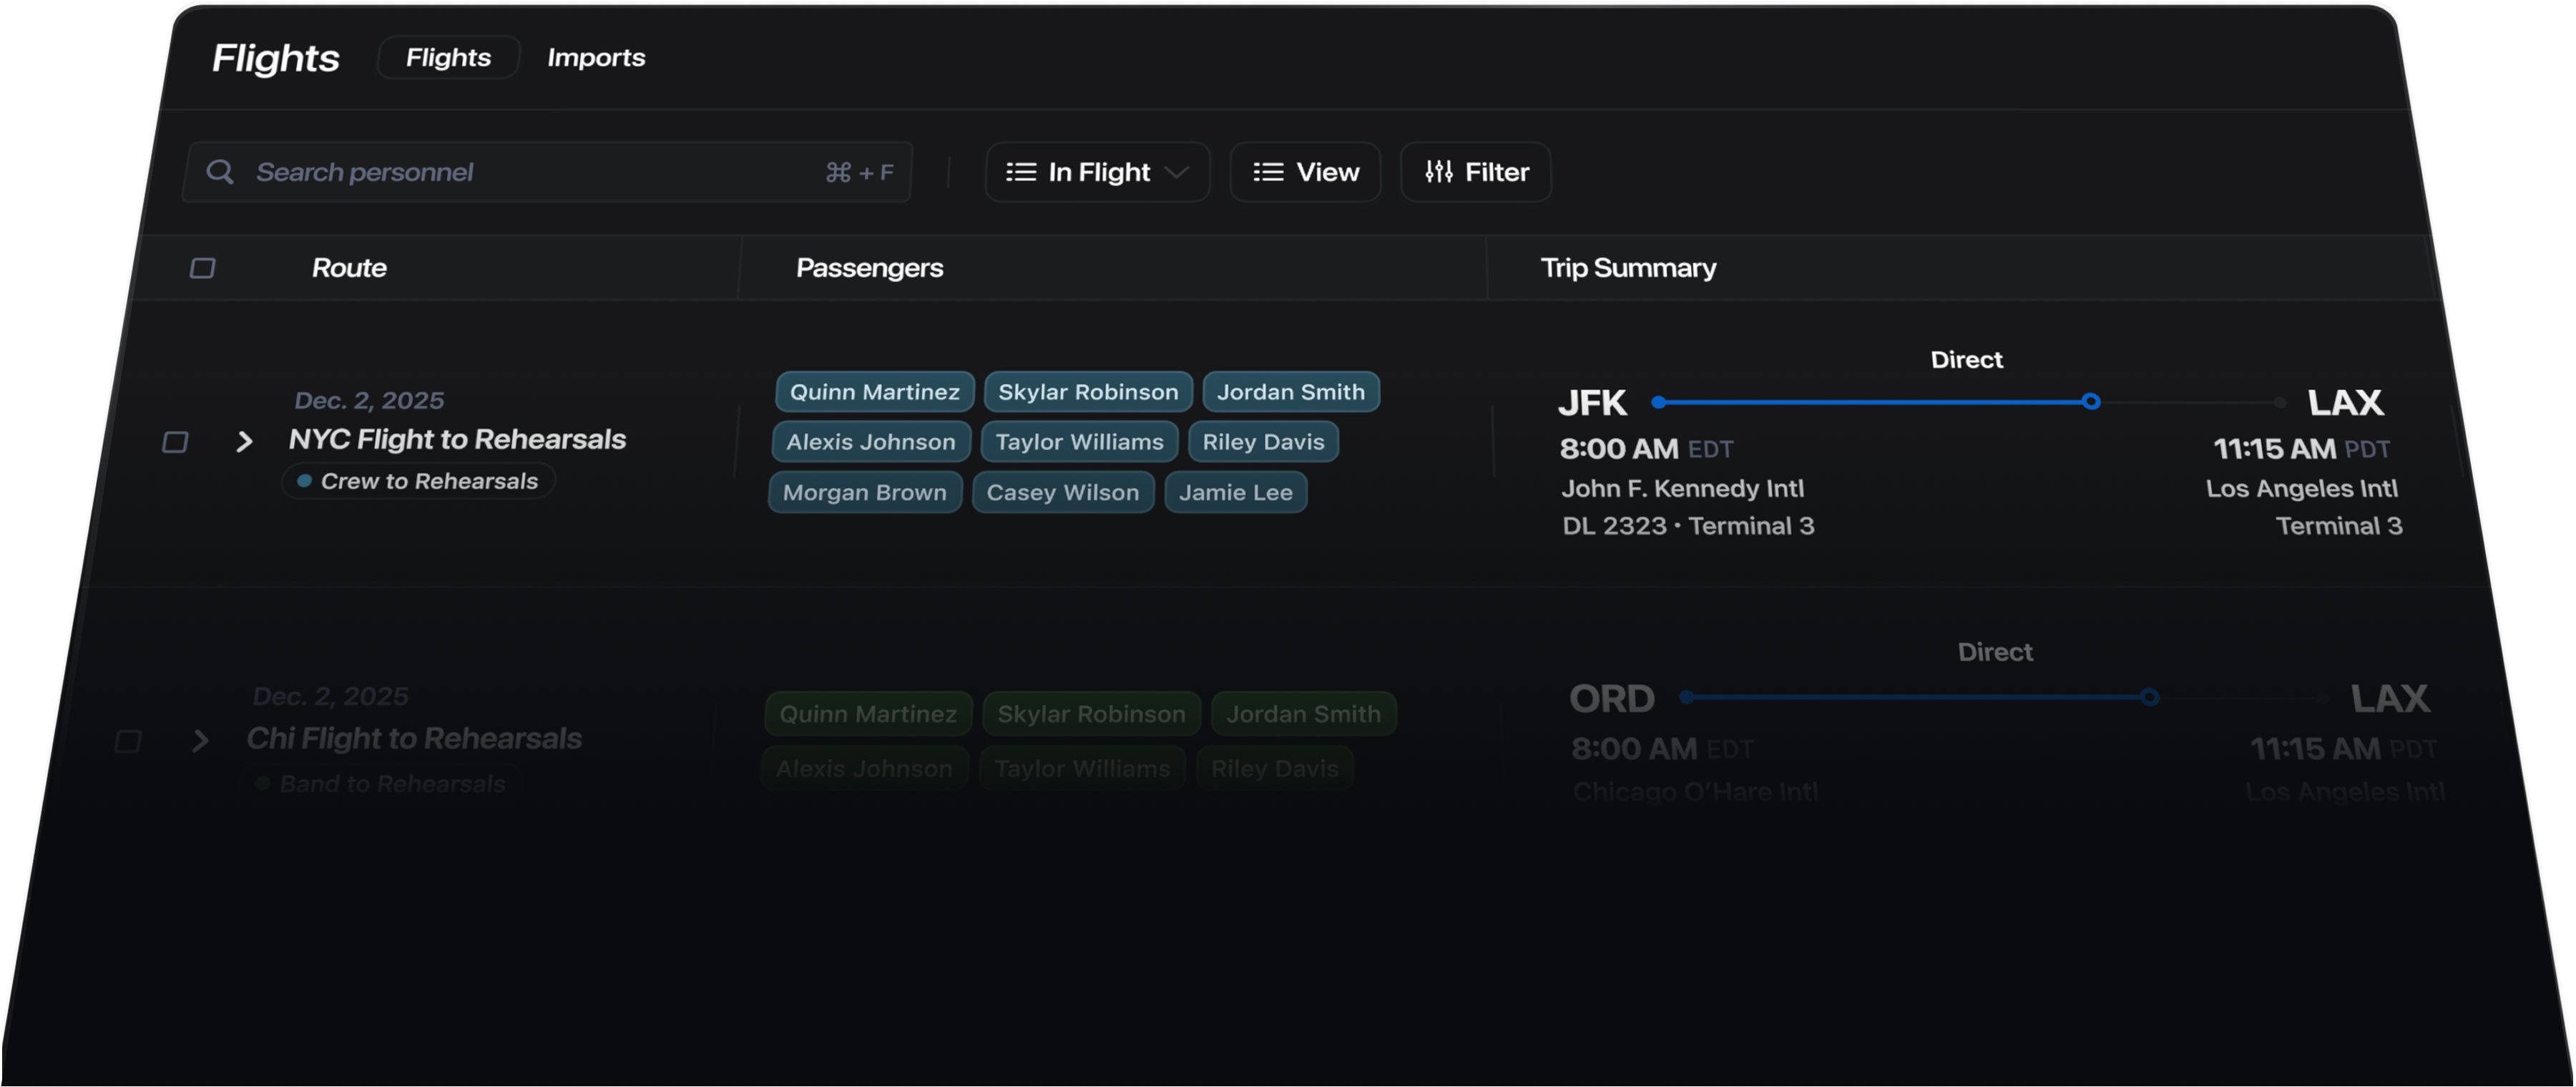 Flights Flights Imports
Search personnel ⌘ + F In Flight View Filter
Route Passengers Trip Summary
Dec. 2, 2025
NYC Flight to Rehearsals
Crew to Rehearsals
Quinn Martinez Skylar Robinson Jordan Smith
Alexis Johnson Taylor Williams Riley Davis
Morgan Brown Casey Wilson Jamie Lee
Direct
JFK LAX
8:00 AM EDT 11:15 AM PDT
John F. Kennedy Intl Los Angeles Intl
DL 2323 • Terminal 3 Terminal 3
Dec. 2, 2025
Chi Flight to Rehearsals
Band to Rehearsals
Quinn Martinez Skylar Robinson Jordan Smith
Alexis Johnson Taylor Williams Riley Davis
Direct
ORD LAX
8:00 AM EDT 11:15 AM PDT
Chicago O'Hare Intl Los Angeles Intl